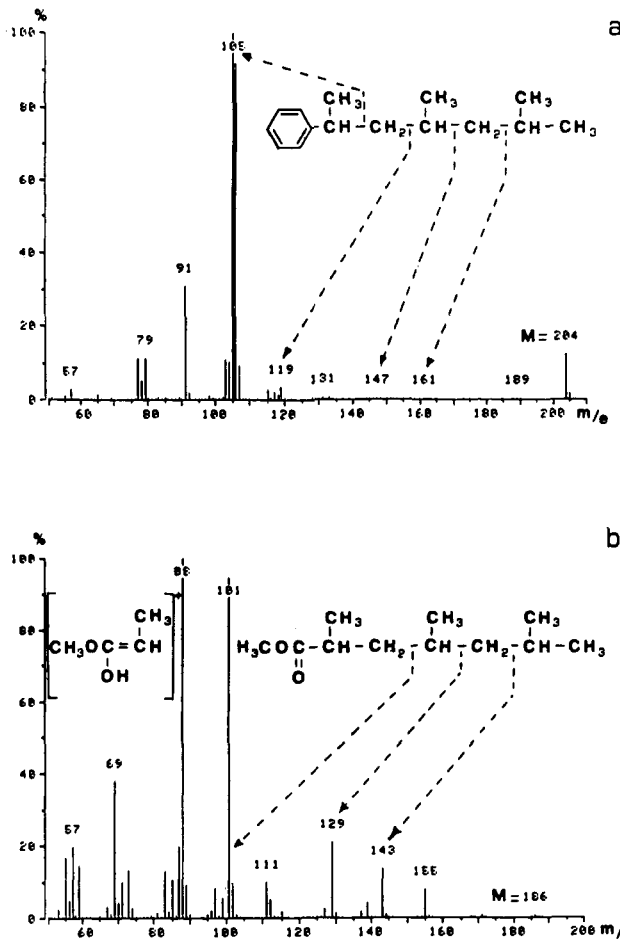 %
a
100
105
CH₃ CH₃ CH₃
CH CH₂ CH CH₂ CH CH₃
80
60
40
91
20
79
M = 204
57
119
131
147
161
189
0
60 80 100 120 140 160 180 200 m/e
%
b
100
88
101
CH₃
CH₃OC=CH
OH
CH₃ CH₃ CH₃
H₃COC CH CH₂ CH CH₂ CH CH₃
O
80
60
40
69
20
57
129
143
111
155
M = 186
0
60 80 100 120 140 160 180 200 m/